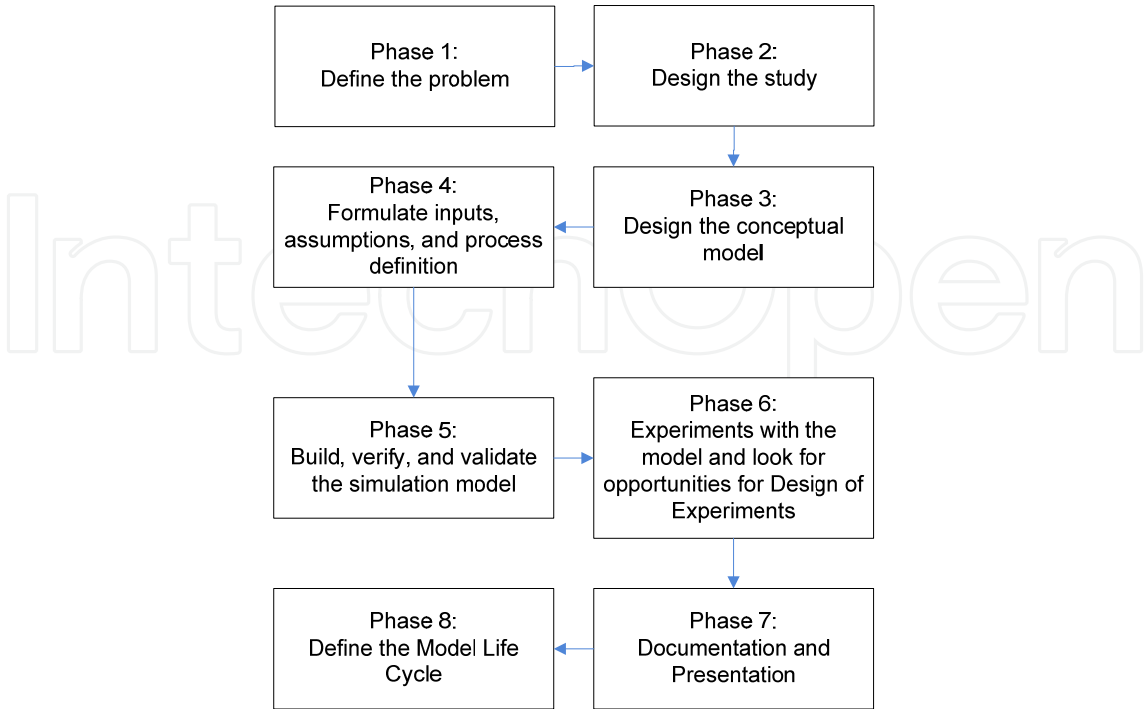 Phase 1:
Define the problem
Phase 2:
Design the study
Phase 3:
Design the conceptual
model
Phase 4:
Formulate inputs,
assumptions, and process
definition
Phase 5:
Build, verify, and validate
the simulation model
Phase 6:
Experiments with the
model and look for
opportunities for Design of
Experiments
Phase 7:
Documentation and
Presentation
Phase 8:
Define the Model Life
Cycle
IntechOpen